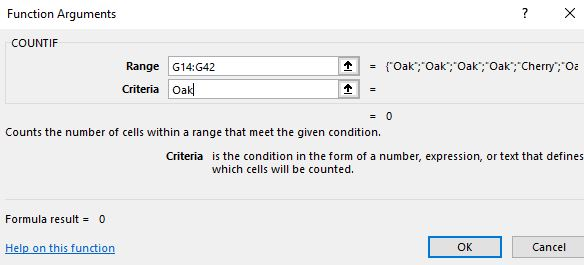 Function Arguments ? ×
COUNTIF
Range G14:G42 = {"Oak";"Oak";"Oak";"Oak";"Cherry";"Oa
Criteria Oak =
= 0
Counts the number of cells within a range that meet the given condition.
Criteria is the condition in the form of a number, expression, or text that defines
which cells will be counted.
Formula result = 0
Help on this function OK Cancel